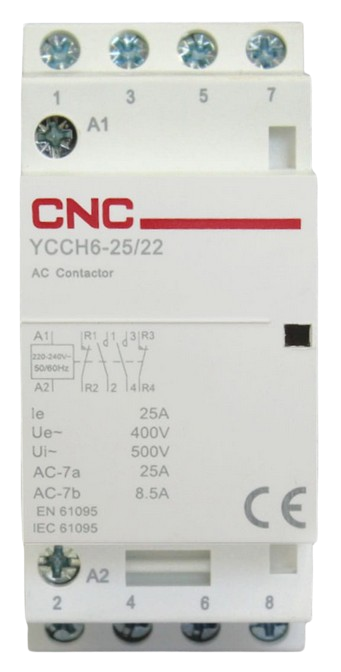 1 3 5 7
A1
CNC
YCCH6-25/22
AC Contactor
A1 R1 1 3 R3
220-240V~
50/60Hz
A2 R2 2 4 R4
Ie 25A
Ue~ 400V
Ui~ 500V
AC-7a 25A
AC-7b 8.5A
EN 61095
IEC 61095
CE
A2
2 4 6 8